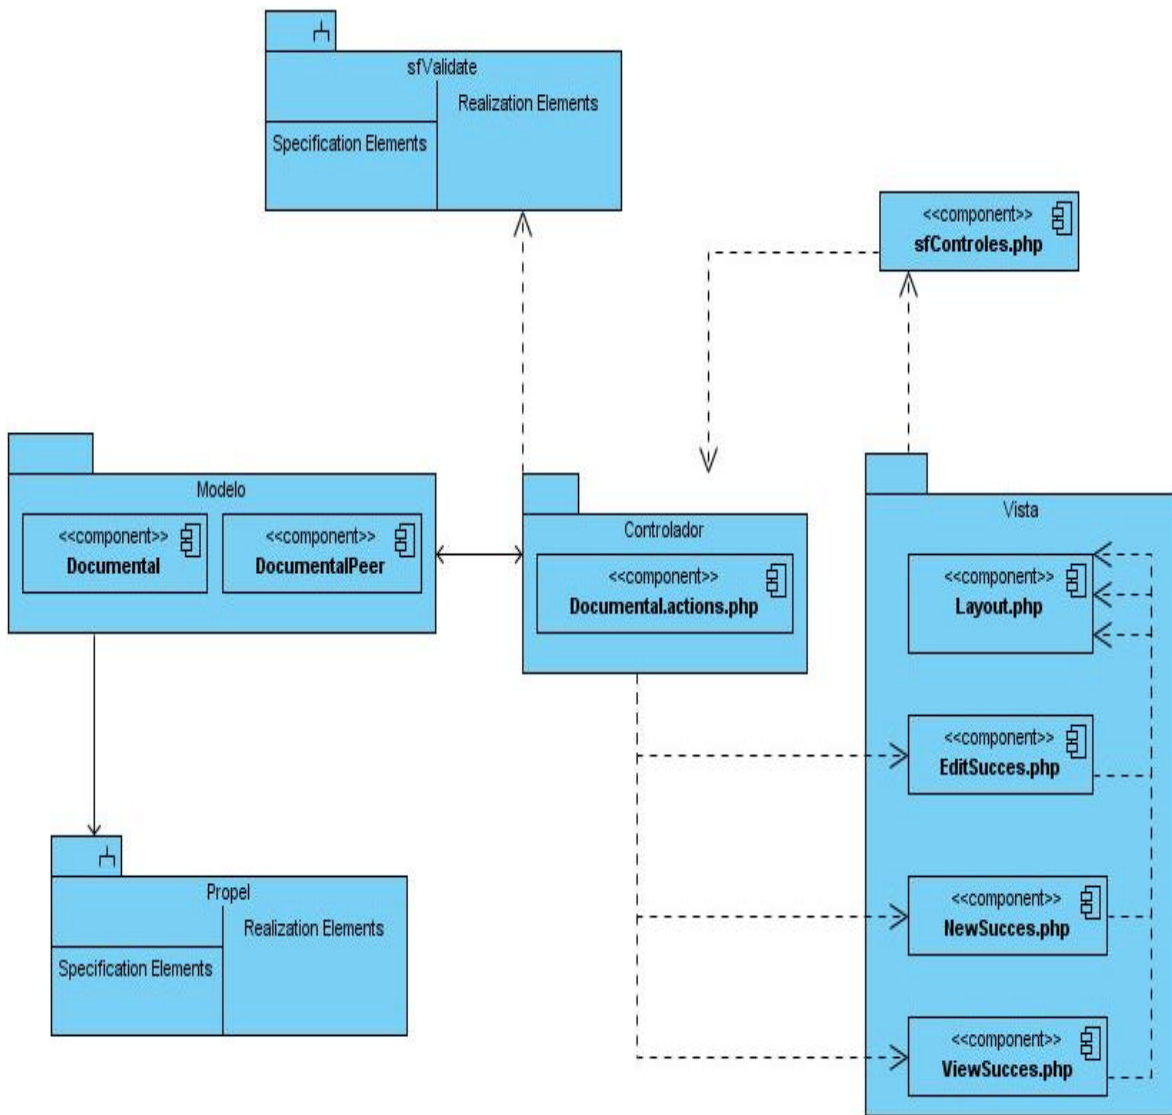 sfValidate
Realization Elements
Specification Elements
<<component>>
sfControles.php
Modelo
<<component>>
Documental
<<component>>
DocumentalPeer
Controlador
<<component>>
Documental.actions.php
Vista
<<component>>
Layout.php
<<component>>
EditSucces.php
<<component>>
NewSucces.php
<<component>>
ViewSucces.php
Propel
Realization Elements
Specification Elements